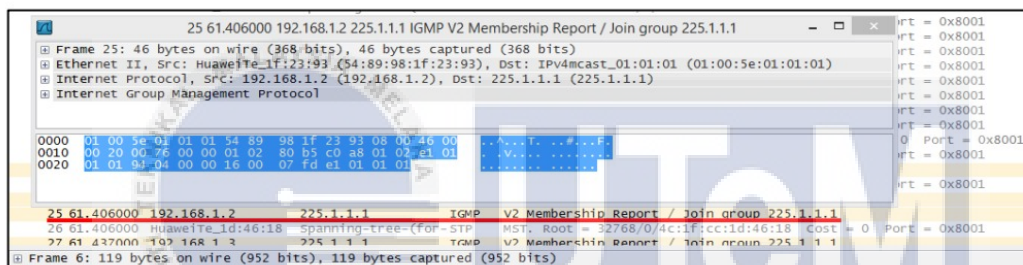 25 61.406000 192.168.1.2 225.1.1.1 IGMP V2 Membership Report / Join group 225.1.1.1
Frame 25: 46 bytes on wire (368 bits), 46 bytes captured (368 bits)
Ethernet II, Src: HuaweiTe_1f:23:93 (54:89:98:1f:23:93), Dst: IPv4mcast_01:01:01 (01:00:5e:01:01:01)
Internet Protocol, Src: 192.168.1.2 (192.168.1.2), Dst: 225.1.1.1 (225.1.1.1)
Internet Group Management Protocol
ort = 0x8001
ort = 0x8001
ort = 0x8001
ort = 0x8001
ort = 0x8001
ort = 0x8001
ort = 0x8001
ort = 0x8001
0 Port = 0x8001
ort = 0x8001
ort = 0x8001
0000 01 00 5e 01 01 01 54 89 98 1f 23 93 08 00 46 00 ..^...T. ..#...F.
0010 00 20 00 76 00 00 01 02 80 b5 c0 a8 01 02 e1 01
0020 01 01 94 04 00 00 16 00 07 fd e1 01 01 01
25 61.406000 192.168.1.2 225.1.1.1 IGMP V2 Membership Report / Join group 225.1.1.1
26 61.406000 HuaweiTe_1d:46:18 Spanning-tree-(for- STP MST. Root = 32768/0/4c:1f:cc:1d:46:18 Cost = 0 Port = 0x8001
27 61.437000 192.168.1.3 225.1.1.1 IGMP V2 Membership Report / Join group 225.1.1.1
Frame 6: 119 bytes on wire (952 bits), 119 bytes captured (952 bits)
UTeM